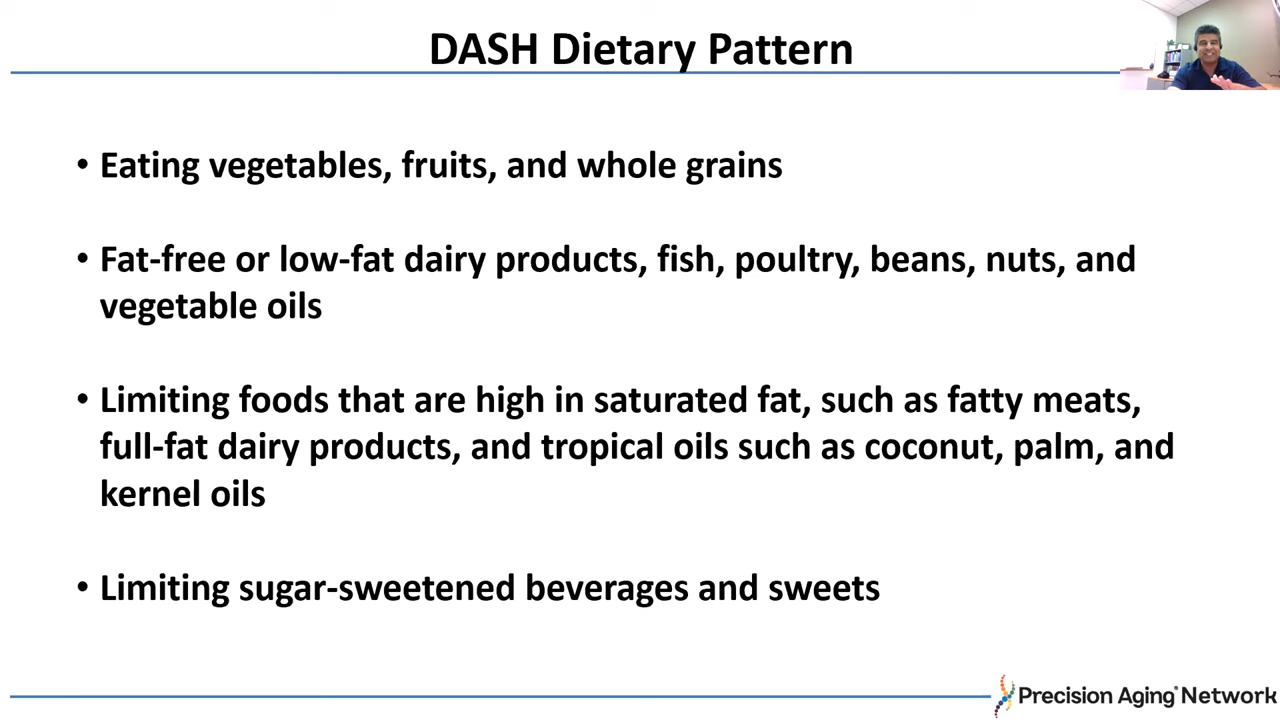 DASH Dietary Pattern
• Eating vegetables, fruits, and whole grains
• Fat-free or low-fat dairy products, fish, poultry, beans, nuts, and
vegetable oils
• Limiting foods that are high in saturated fat, such as fatty meats,
full-fat dairy products, and tropical oils such as coconut, palm, and
kernel oils
• Limiting sugar-sweetened beverages and sweets
Precision Aging® Network